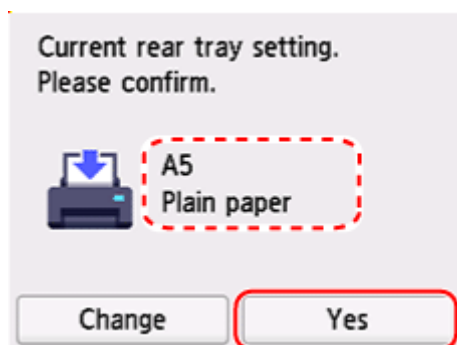 Current rear tray setting.
Please confirm.
A5
Plain paper
Change
Yes